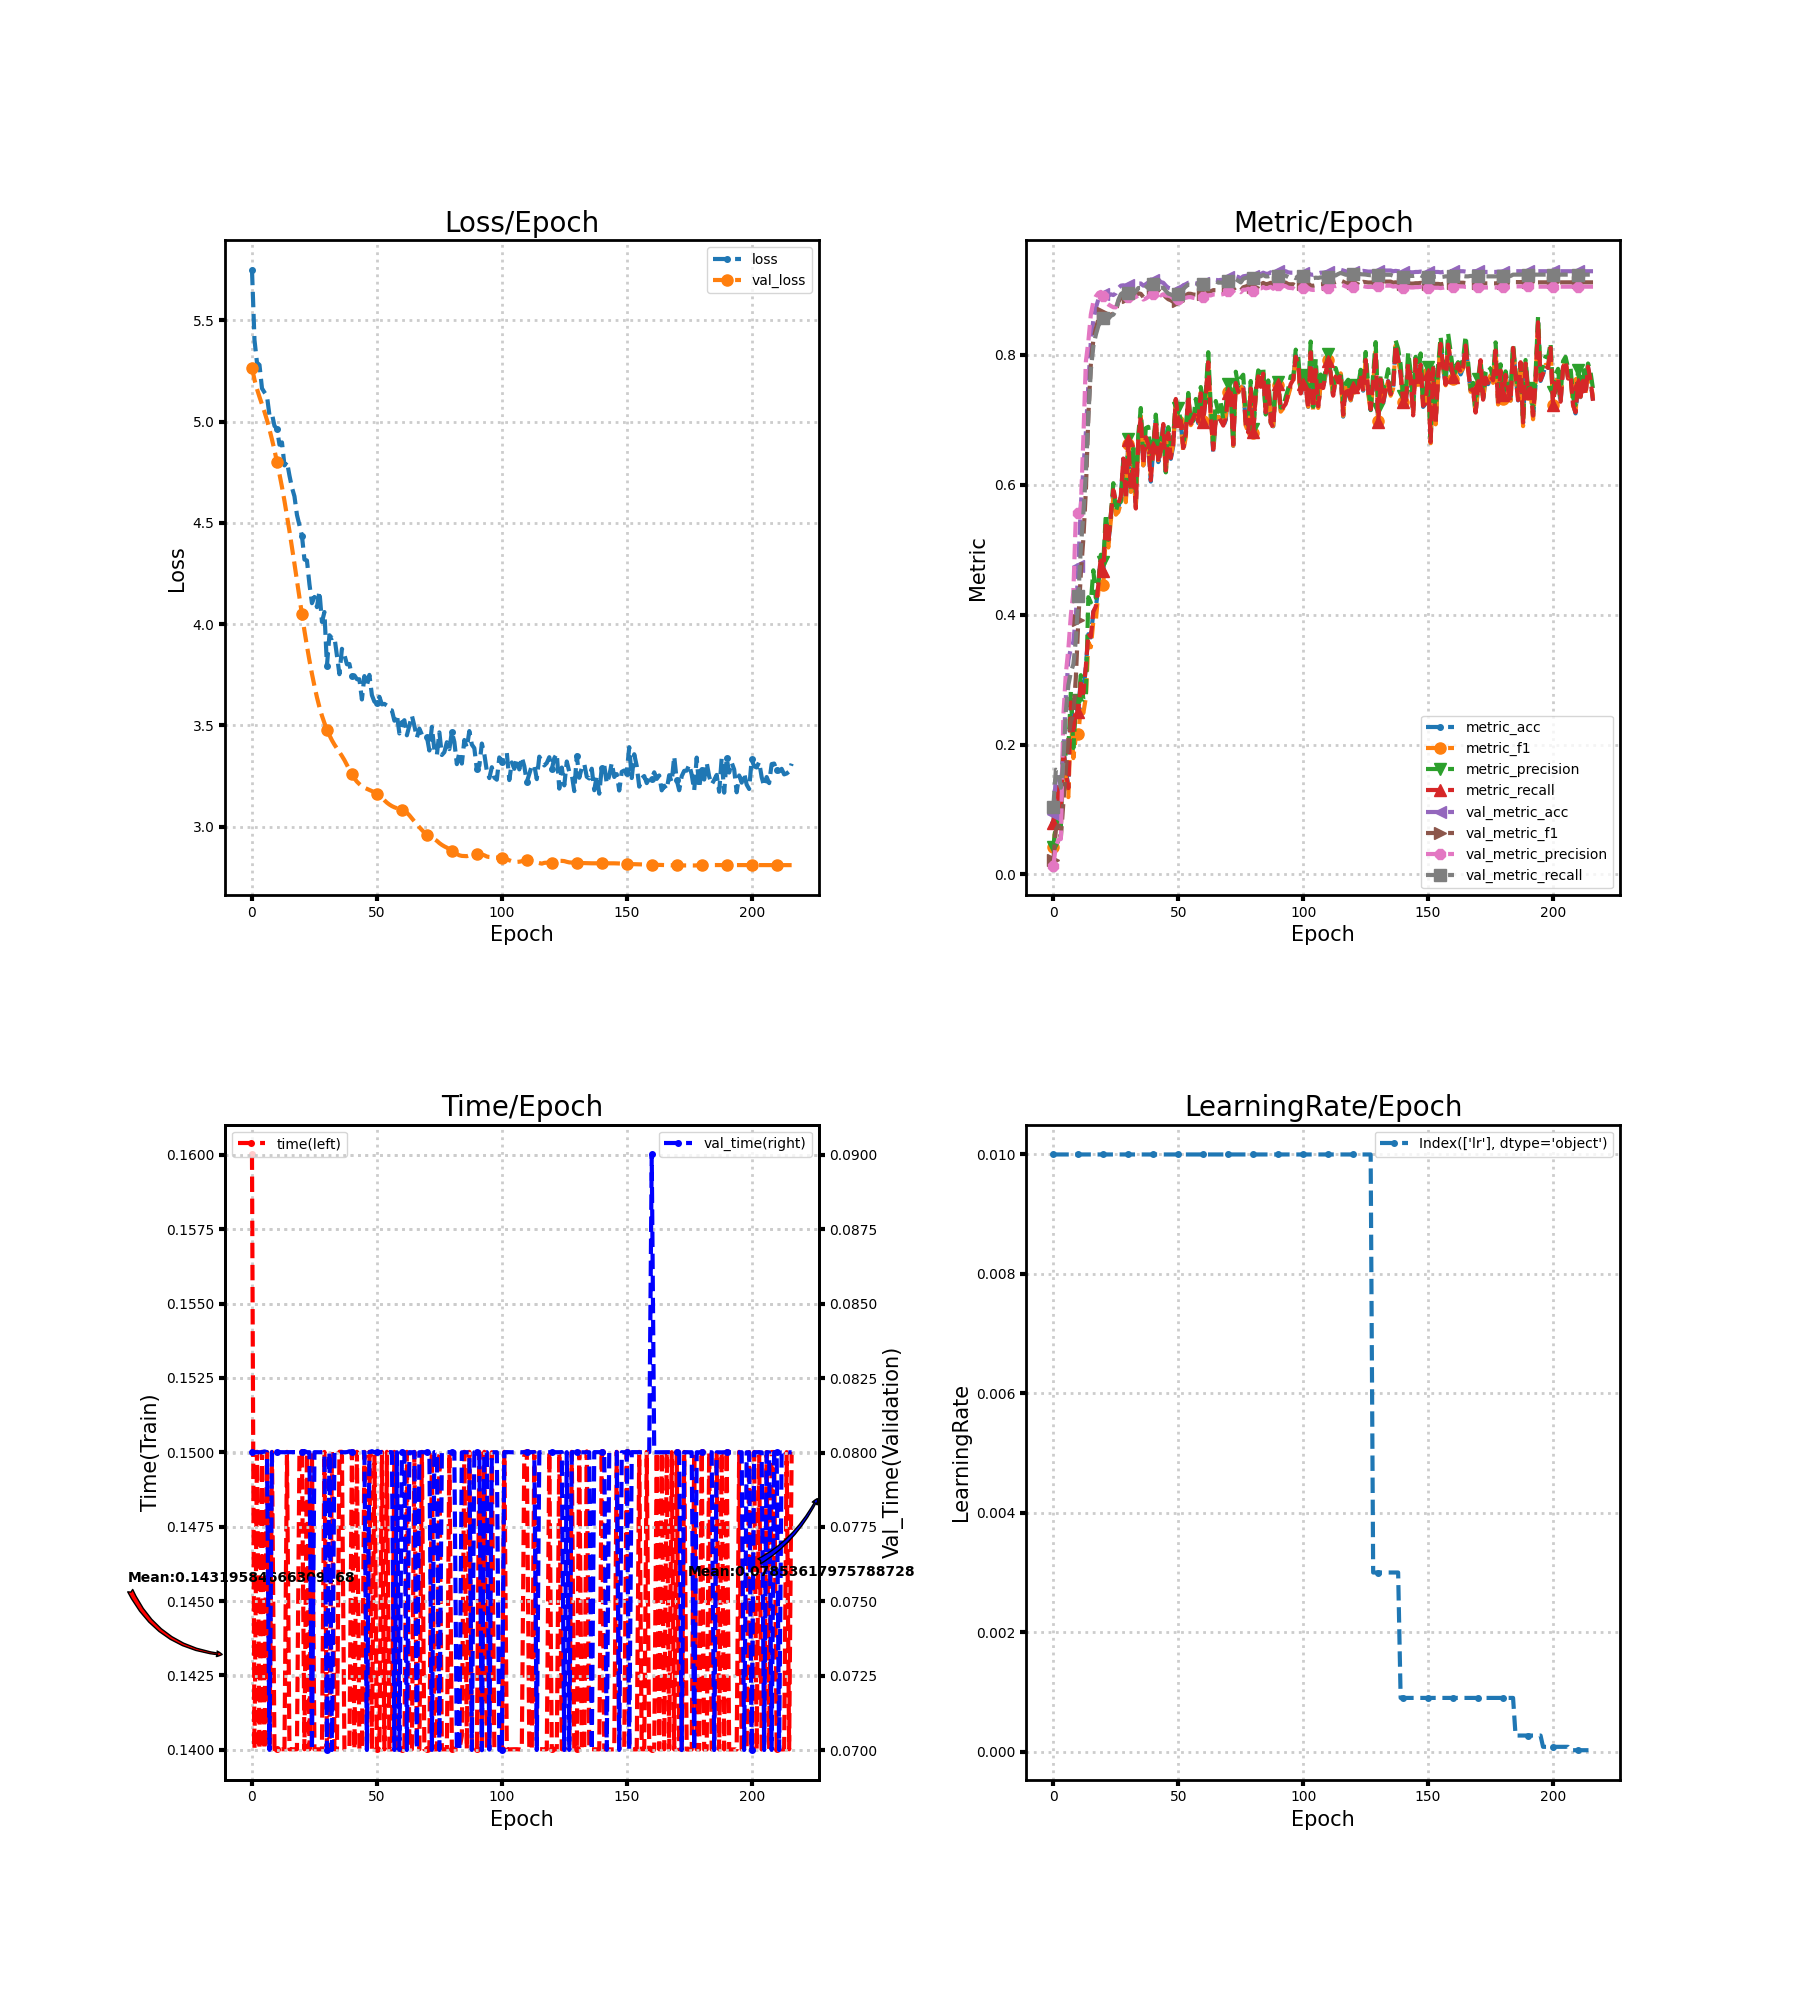 Loss/Epoch
loss
val_loss
5.5
5.0
4.5
4.0
3.5
3.0
Loss
0
50
100
150
200
Epoch
Metric/Epoch
0.8
0.6
0.4
0.2
0.0
Metric
metric_acc
metric_f1
metric_precision
metric_recall
val_metric_acc
val_metric_f1
val_metric_precision
val_metric_recall
0
50
100
150
200
Epoch
Time/Epoch
time(left)
val_time(right)
0.1600
0.1575
0.1550
0.1525
0.1500
0.1475
0.1450
0.1425
0.1400
Time(Train)
0.0900
0.0875
0.0850
0.0825
0.0800
0.0775
0.0750
0.0725
0.0700
Val_Time(Validation)
0
50
100
150
200
Epoch
LearningRate/Epoch
Index(['lr'], dtype='object')
0.010
0.008
0.006
0.004
0.002
0.000
LearningRate
0
50
100
150
200
Epoch